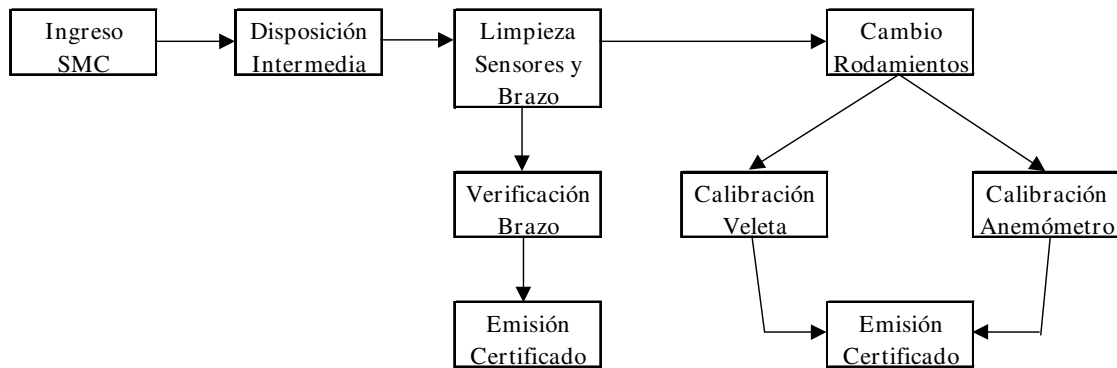 Ingreso
SMC
Disposición
Intermedia
Limpieza
Sensores y
Brazo
Cambio
Rodamientos
Verificación
Brazo
Calibración
Veleta
Calibración
Anemómetro
Emisión
Certificado
Emisión
Certificado